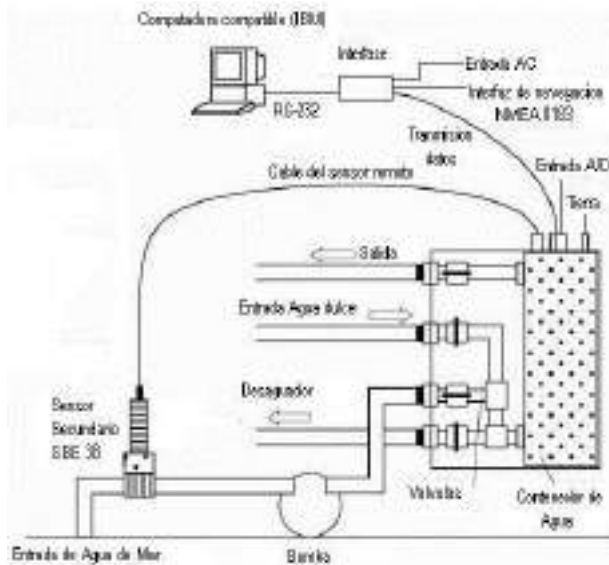 Computadora compatible (IBM)
Interfase
Entrada AC
Interfaz de navegacion
NMEA 0183
RS-232
Transmision
datos
Cable del sensor remoto
Entrada A/D
Tierra
Salida
Entrada Agua dulce
Desaguador
Sensor
Secundario
SBE 38
Valvulas
Contenedor de
Agua
Entrada de Agua de Mar
Bomba